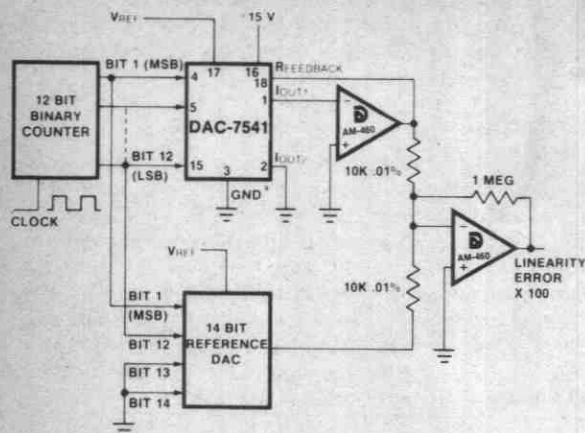 VREF
15 V
BIT 1 (MSB)
4
17
16
RFEEDBACK
18
IOUT1
1
12 BIT
BINARY
COUNTER
5
DAC-7541
AM-460
10K .01%
BIT 12
(LSB)
15
3
2
IOUT2
GND
1 MEG
CLOCK
VREF
AM-460
LINEARITY
ERROR
X 100
10K .01%
BIT 1
(MSB)
BIT 12
BIT 13
BIT 14
14 BIT
REFERENCE
DAC